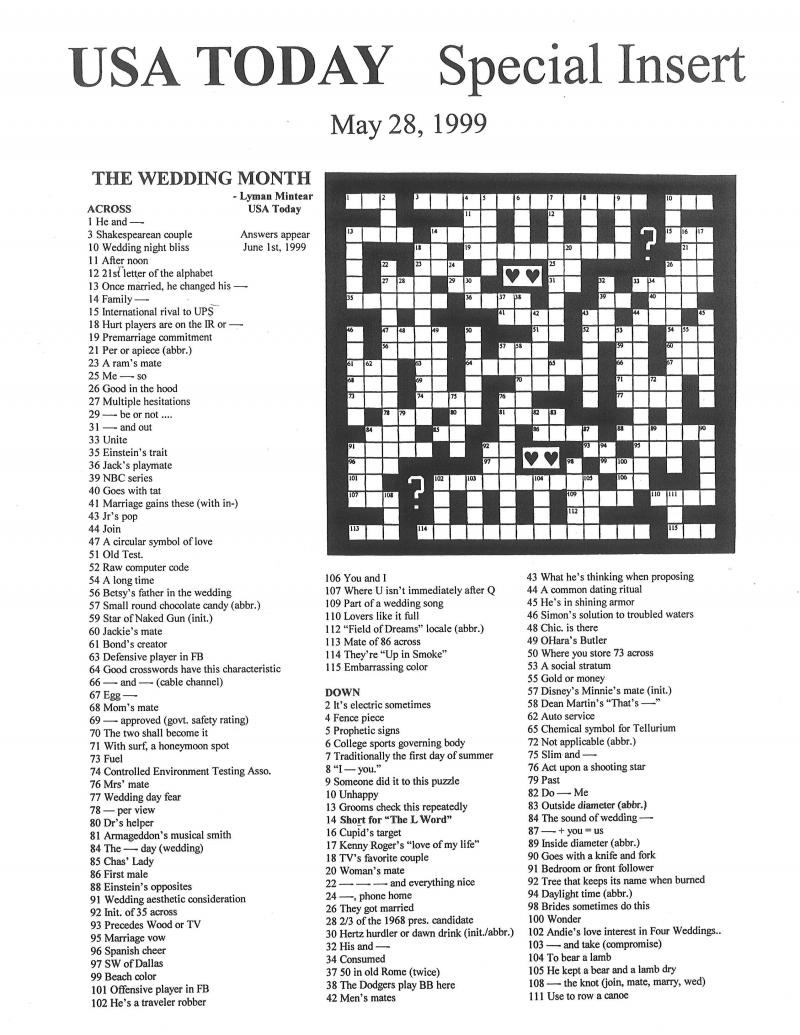 USA TODAY Special Insert
May 28, 1999
THE WEDDING MONTH
- Lyman Mintear
USA Today
Answers appear
June 1st, 1999
ACROSS
1 He and —
3 Shakespearean couple
10 Wedding night bliss
11 After noon
12 21st letter of the alphabet
13 Once married, he changed his —
14 Family —
15 International rival to UPS
18 Hurt players are on the IR or —
19 Premarriage commitment
21 Per or apiece (abbr.)
23 A ram's mate
25 Me — so
26 Good in the hood
27 Multiple hesitations
29 — be or not ....
31 — and out
33 Unite
35 Einstein's trait
36 Jack's playmate
39 NBC series
40 Goes with tat
41 Marriage gains these (with in-)
43 Jr's pop
44 Join
47 A circular symbol of love
51 Old Test.
52 Raw computer code
54 A long time
56 Betsy's father in the wedding
57 Small round chocolate candy (abbr.)
59 Star of Naked Gun (init.)
60 Jackie's mate
61 Bond's creator
63 Defensive player in FB
64 Good crosswords have this characteristic
66 — and — (cable channel)
67 Egg —
68 Mom's mate
69 — approved (govt. safety rating)
70 The two shall become it
71 With surf, a honeymoon spot
73 Fuel
74 Controlled Environment Testing Asso.
76 Mrs' mate
77 Wedding day fear
78 — per view
80 Dr's helper
81 Armageddon's musical smith
84 The — day (wedding)
85 Chas' Lady
86 First male
88 Einstein's opposites
91 Wedding aesthetic consideration
92 Init. of 35 across
93 Precedes Wood or TV
95 Marriage vow
96 Spanish cheer
97 SW of Dallas
99 Beach color
101 Offensive player in FB
102 He's a traveler robber
106 You and I
107 Where U isn't immediately after Q
109 Part of a wedding song
110 Lovers like it full
112 "Field of Dreams" locale (abbr.)
113 Mate of 86 across
114 They're "Up in Smoke"
115 Embarrassing color
DOWN
2 It's electric sometimes
4 Fence piece
5 Prophetic signs
6 College sports governing body
7 Traditionally the first day of summer
8 "I — you."
9 Someone did it to this puzzle
10 Unhappy
13 Grooms check this repeatedly
14 Short for "The L Word"
16 Cupid's target
17 Kenny Roger's "love of my life"
18 TV's favorite couple
20 Woman's mate
22 — — — and everything nice
24 —, phone home
26 They got married
28 2/3 of the 1968 pres. candidate
30 Hertz hurdler or dawn drink (init./abbr.)
32 His and —
34 Consumed
37 50 in old Rome (twice)
38 The Dodgers play BB here
42 Men's mates
43 What he's thinking when proposing
44 A common dating ritual
45 He's in shining armor
46 Simon's solution to troubled waters
48 Chic. is there
49 OHara's Butler
50 Where you store 73 across
53 A social stratum
55 Gold or money
57 Disney's Minnie's mate (init.)
58 Dean Martin's "That's —"
62 Auto service
65 Chemical symbol for Tellurium
72 Not applicable (abbr.)
75 Slim and —
76 Act upon a shooting star
79 Past
82 Do — Me
83 Outside diameter (abbr.)
84 The sound of wedding —
87 — + you = us
89 Inside diameter (abbr.)
90 Goes with a knife and fork
91 Bedroom or front follower
92 Tree that keeps its name when burned
94 Daylight time (abbr.)
98 Brides sometimes do this
100 Wonder
102 Andie's love interest in Four Weddings..
103 — and take (compromise)
104 To bear a lamb
105 He kept a bear and a lamb dry
108 — the knot (join, mate, marry, wed)
111 Use to row a canoe